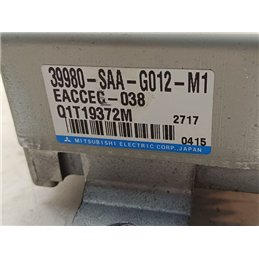 39980-SAA-G012-M1
EACCEG-038
Q1T19372M
2717
0415
MITSUBISHI ELECTRIC CORP., JAPAN